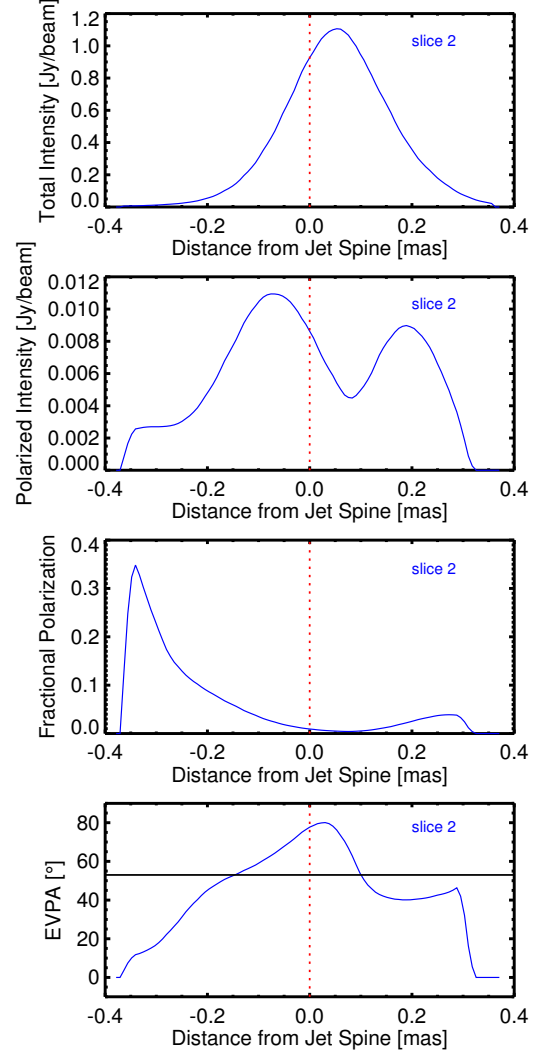 Total Intensity [Jy/beam]
1.2
1.0
0.8
0.6
0.4
0.2
0.0
slice 2
-0.4 -0.2 0.0 0.2 0.4
Distance from Jet Spine [mas]
Polarized Intensity [Jy/beam]
0.012
0.010
0.008
0.006
0.004
0.002
0.000
slice 2
-0.4 -0.2 0.0 0.2 0.4
Distance from Jet Spine [mas]
Fractional Polarization
0.4
0.3
0.2
0.1
0.0
slice 2
-0.4 -0.2 0.0 0.2 0.4
Distance from Jet Spine [mas]
EVPA [°]
80
60
40
20
0
slice 2
-0.4 -0.2 0.0 0.2 0.4
Distance from Jet Spine [mas]